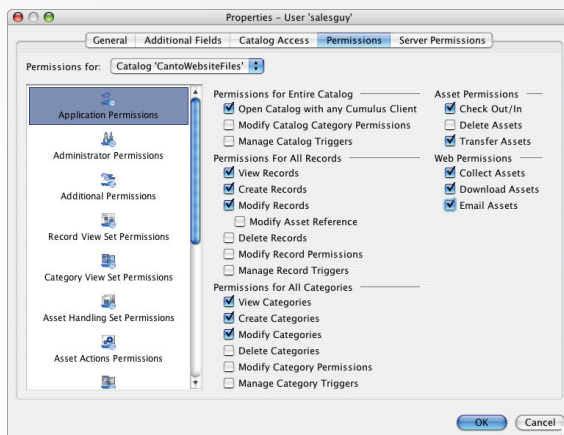 Properties - User 'salesguy'
General
Additional Fields
Catalog Access
Permissions
Server Permissions
Permissions for:
Catalog 'CantoWebsiteFiles'
Application Permissions
Administrator Permissions
Additional Permissions
Record View Set Permissions
Category View Set Permissions
Asset Handling Set Permissions
Asset Actions Permissions
Permissions for Entire Catalog
Open Catalog with any Cumulus Client
Modify Catalog Category Permissions
Manage Catalog Triggers
Permissions For All Records
View Records
Create Records
Modify Records
Modify Asset Reference
Delete Records
Modify Record Permissions
Manage Record Triggers
Permissions for All Categories
View Categories
Create Categories
Modify Categories
Delete Categories
Modify Category Permissions
Manage Category Triggers
Asset Permissions
Check Out/In
Delete Assets
Transfer Assets
Web Permissions
Collect Assets
Download Assets
Email Assets
OK
Cancel